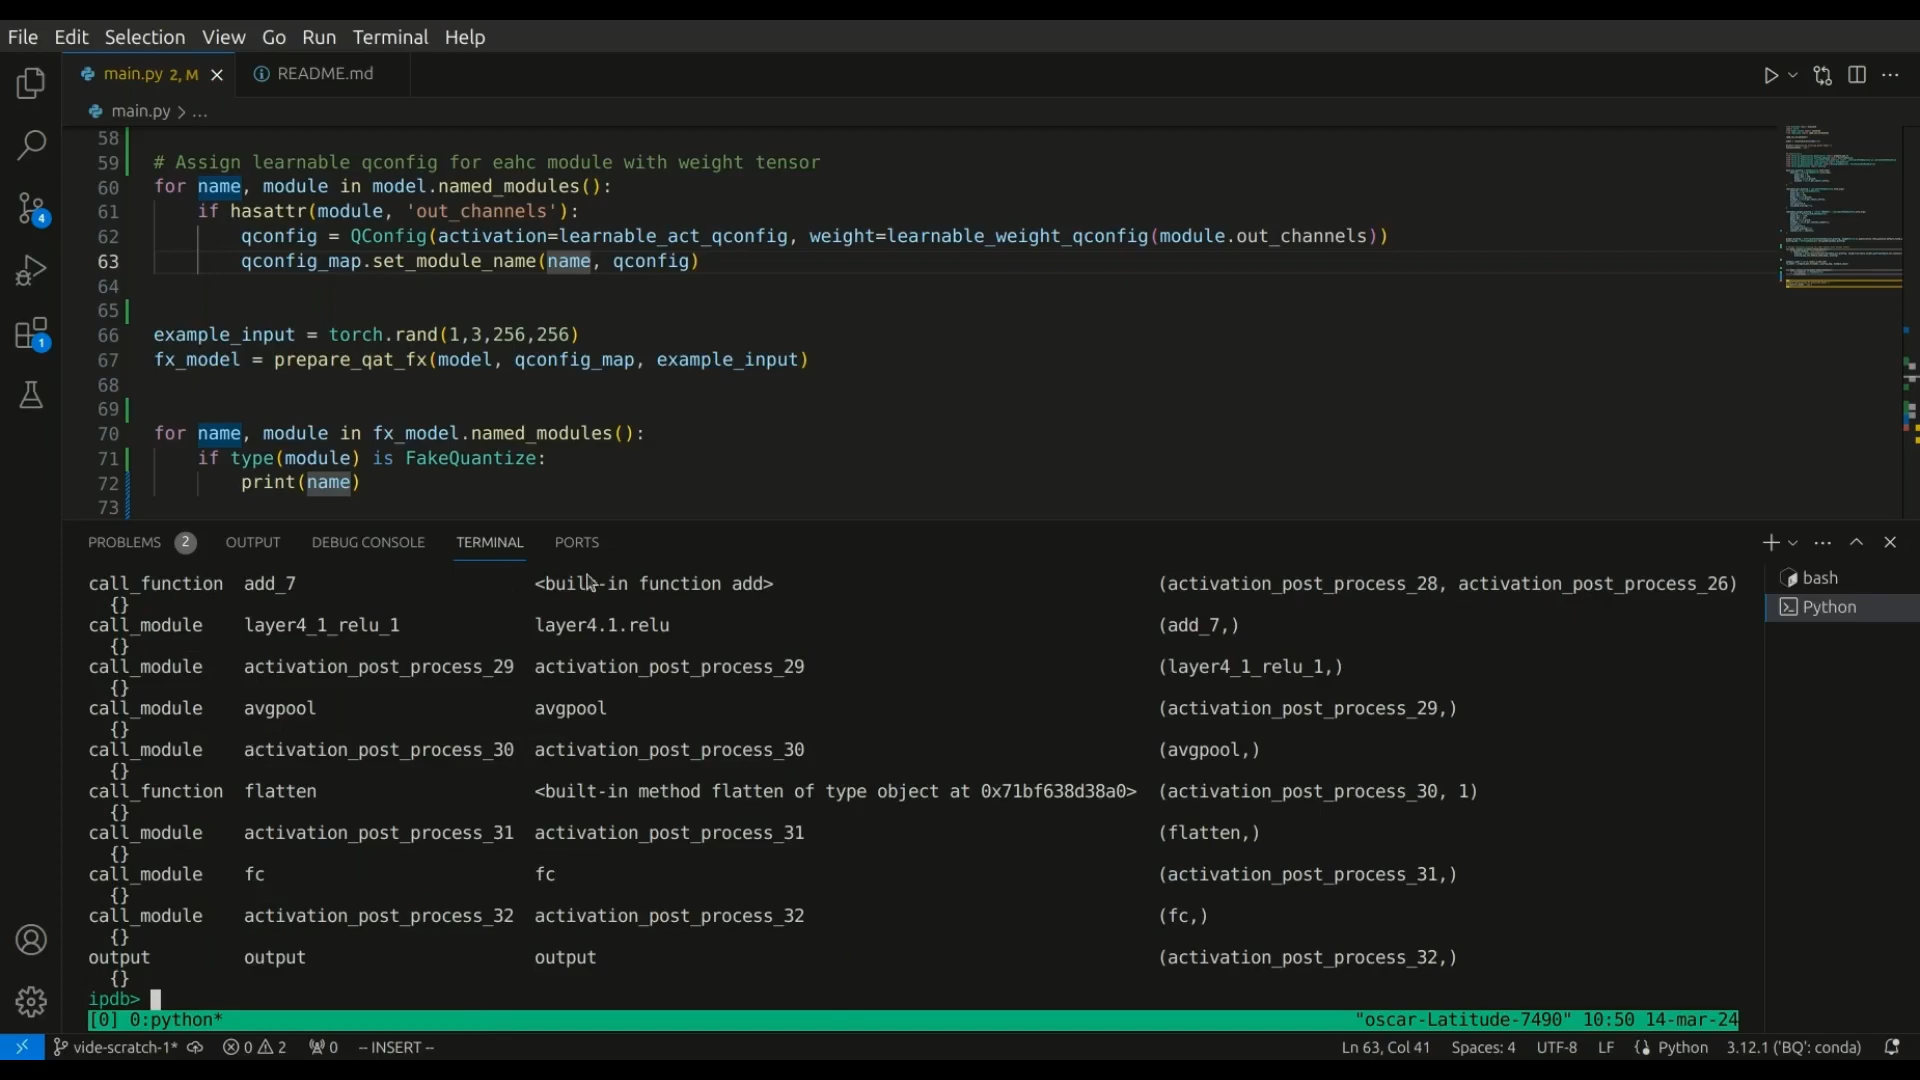 File Edit Selection View Go Run Terminal Help
main.py 2, M README.md
main.py > ...
58
59 # Assign learnable qconfig for eahc module with weight tensor
60 for name, module in model.named_modules():
61 if hasattr(module, 'out_channels'):
62 qconfig = QConfig(activation=learnable_act_qconfig, weight=learnable_weight_qconfig(module.out_channels))
63 qconfig_map.set_module_name(name, qconfig)
64
65
66 example_input = torch.rand(1,3,256,256)
67 fx_model = prepare_qat_fx(model, qconfig_map, example_input)
68
69
70 for name, module in fx_model.named_modules():
71 if type(module) is FakeQuantize:
72 print(name)
73
PROBLEMS 2 OUTPUT DEBUG CONSOLE TERMINAL PORTS
call_function add_7 <built-in function add> (activation_post_process_28, activation_post_process_26)
{}
call_module layer4_1_relu_1 layer4.1.relu (add_7,)
{}
call_module activation_post_process_29 activation_post_process_29 (layer4_1_relu_1,)
{}
call_module avgpool avgpool (activation_post_process_29,)
{}
call_module activation_post_process_30 activation_post_process_30 (avgpool,)
{}
call_function flatten <built-in method flatten of type object at 0x71bf638d38a0> (activation_post_process_30, 1)
{}
call_module activation_post_process_31 activation_post_process_31 (flatten,)
{}
call_module fc fc (activation_post_process_31,)
{}
call_module activation_post_process_32 activation_post_process_32 (fc,)
{}
output output output (activation_post_process_32,)
{}
ipdb>
[0] 0:python* "oscar-Latitude-7490" 10:50 14-mar-24
bash
Python
4
1
vide-scratch-1* 0 2 0 -- INSERT -- Ln 63, Col 41 Spaces: 4 UTF-8 LF Python 3.12.1 ('BQ': conda)